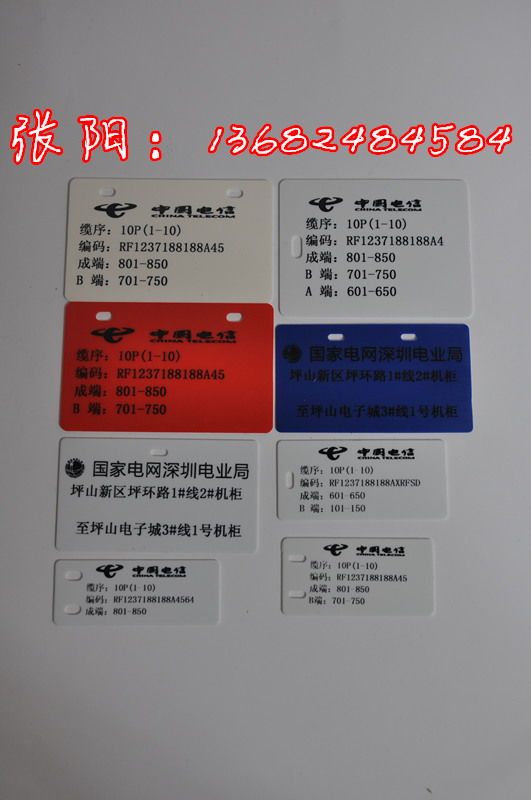 张阳：13682484584
中国电信
CHINA TELECOM
缆序：10P(1-10)
编码：RF1237188188A45
成端：801-850
B 端：701-750
中国电信
CHINA TELECOM
缆序：10P(1-10)
编码：RF1237188188A4
成端：801-850
B 端：701-750
A 端：601-650
中国电信
CHINA TELECOM
缆序：10P(1-10)
编码：RF1237188188A45
成端：801-850
B 端：701-750
国家电网深圳电业局
坪山新区坪环路1#线2#机柜
至坪山电子城3#线1号机柜
国家电网深圳电业局
坪山新区坪环路1#线2#机柜
至坪山电子城3#线1号机柜
中国电信
CHINA TELECOM
缆序：10P(1-10)
编码：RF1237188188AXRFSD
成端：601-650
B 端：101-150
中国电信
CHINA TELECOM
缆序：10P(1-10)
编码：RF1237188188A4564
成端：801-850
中国电信
CHINA TELECOM
缆序：10P(1-10)
编码：RF1237188188A45
成端：801-850
B端：701-750